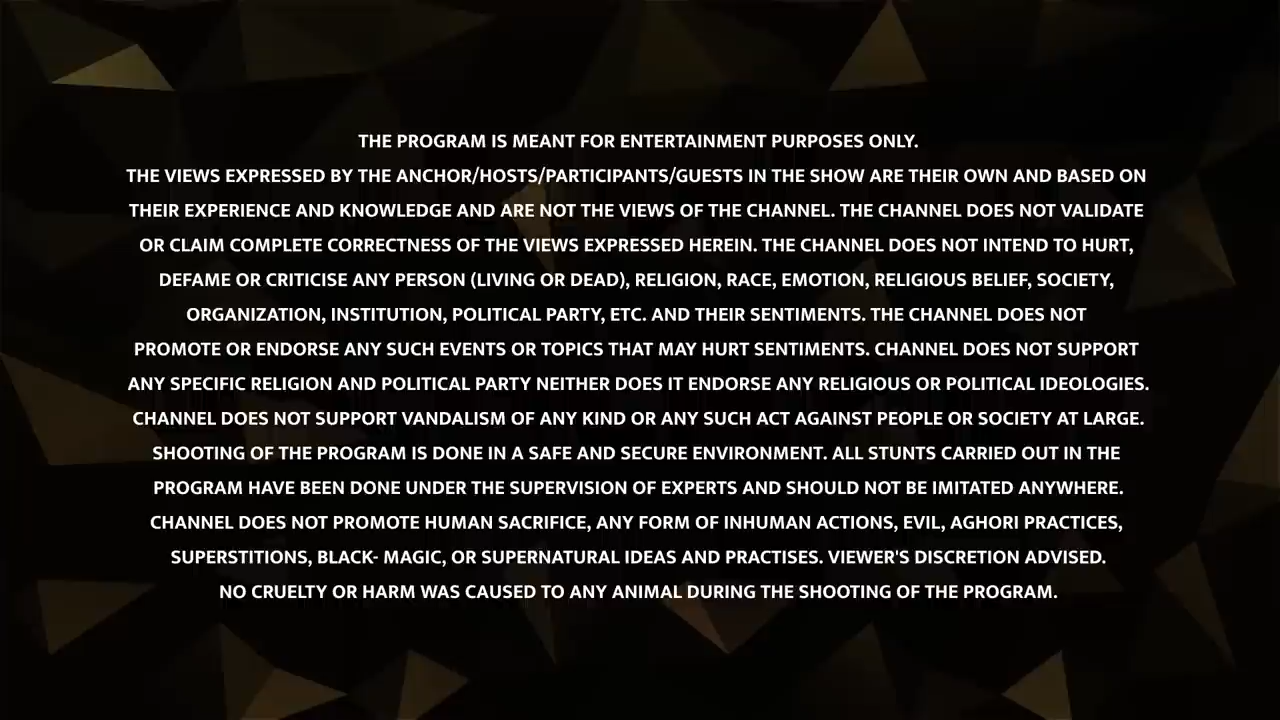 THE PROGRAM IS MEANT FOR ENTERTAINMENT PURPOSES ONLY.
THE VIEWS EXPRESSED BY THE ANCHOR/HOSTS/PARTICIPANTS/GUESTS IN THE SHOW ARE THEIR OWN AND BASED ON
THEIR EXPERIENCE AND KNOWLEDGE AND ARE NOT THE VIEWS OF THE CHANNEL. THE CHANNEL DOES NOT VALIDATE
OR CLAIM COMPLETE CORRECTNESS OF THE VIEWS EXPRESSED HEREIN. THE CHANNEL DOES NOT INTEND TO HURT,
DEFAME OR CRITICISE ANY PERSON (LIVING OR DEAD), RELIGION, RACE, EMOTION, RELIGIOUS BELIEF, SOCIETY,
ORGANIZATION, INSTITUTION, POLITICAL PARTY, ETC. AND THEIR SENTIMENTS. THE CHANNEL DOES NOT
PROMOTE OR ENDORSE ANY SUCH EVENTS OR TOPICS THAT MAY HURT SENTIMENTS. CHANNEL DOES NOT SUPPORT
ANY SPECIFIC RELIGION AND POLITICAL PARTY NEITHER DOES IT ENDORSE ANY RELIGIOUS OR POLITICAL IDEOLOGIES.
CHANNEL DOES NOT SUPPORT VANDALISM OF ANY KIND OR ANY SUCH ACT AGAINST PEOPLE OR SOCIETY AT LARGE.
SHOOTING OF THE PROGRAM IS DONE IN A SAFE AND SECURE ENVIRONMENT. ALL STUNTS CARRIED OUT IN THE
PROGRAM HAVE BEEN DONE UNDER THE SUPERVISION OF EXPERTS AND SHOULD NOT BE IMITATED ANYWHERE.
CHANNEL DOES NOT PROMOTE HUMAN SACRIFICE, ANY FORM OF INHUMAN ACTIONS, EVIL, AGHORI PRACTICES,
SUPERSTITIONS, BLACK- MAGIC, OR SUPERNATURAL IDEAS AND PRACTISES. VIEWER'S DISCRETION ADVISED.
NO CRUELTY OR HARM WAS CAUSED TO ANY ANIMAL DURING THE SHOOTING OF THE PROGRAM.